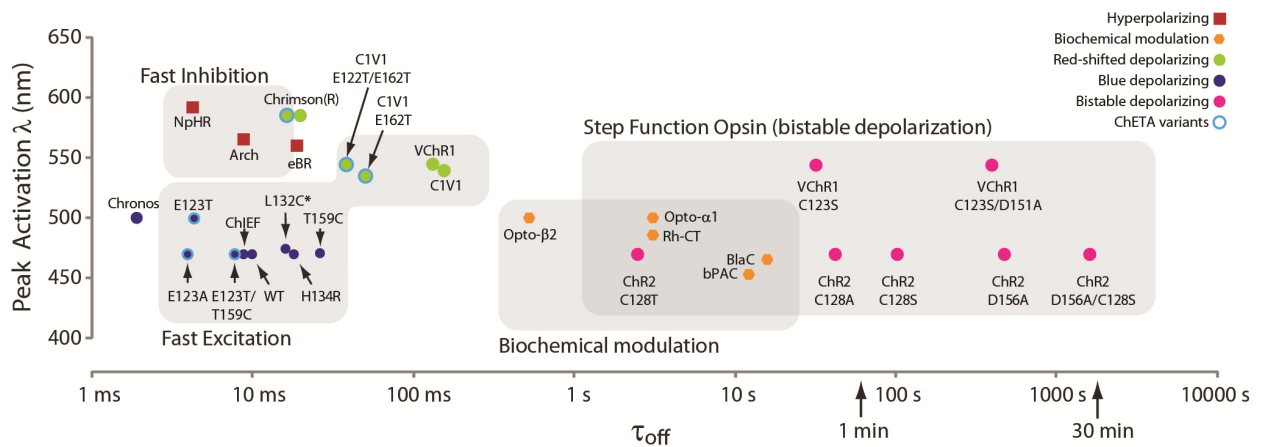 Hyperpolarizing
Biochemical modulation
Red-shifted depolarizing
Blue depolarizing
Bistable depolarizing
ChETA variants
Peak Activation λ (nm)
650
600
550
500
450
400
Fast Inhibition
NpHR
Arch
eBR
Chrimson(R)
C1V1
E122T/E162T
C1V1
E162T
VChR1
C1V1
Chronos
E123T
ChIEF
L132C*
T159C
E123A
E123T/
T159C
WT
H134R
Fast Excitation
Step Function Opsin (bistable depolarization)
VChR1
C123S
VChR1
C123S/D151A
Opto-β2
Opto-α1
Rh-CT
BlaC
bPAC
ChR2
C128T
ChR2
C128A
ChR2
C128S
ChR2
D156A
ChR2
D156A/C128S
Biochemical modulation
1 ms
10 ms
100 ms
1 s
10 s
100 s
1000 s
10000 s
τoff
1 min
30 min